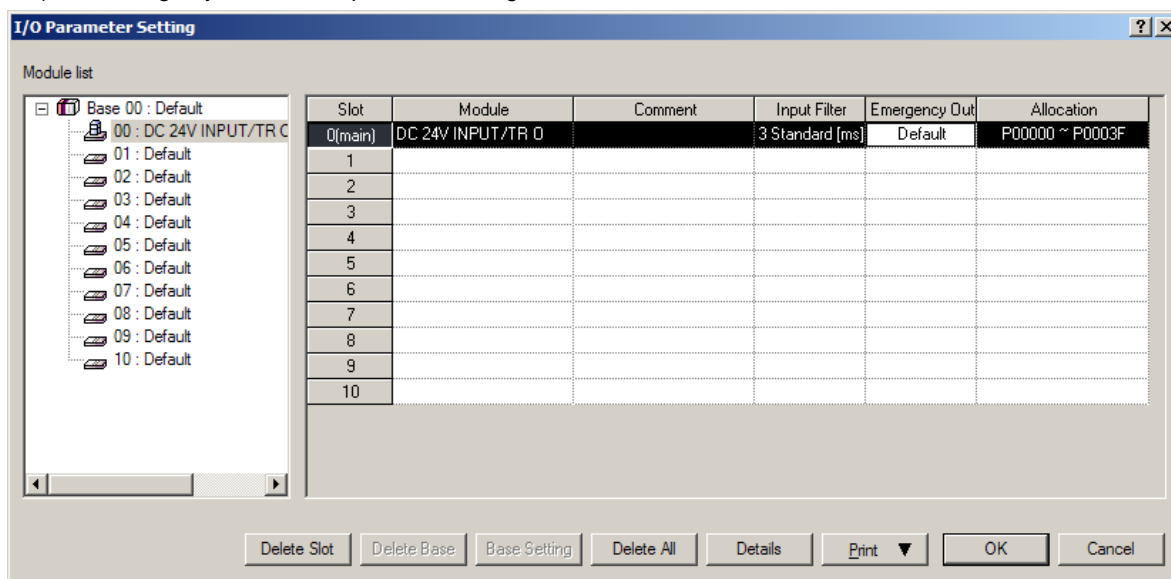 I/O Parameter Setting
Module list
Base 00 : Default
00 : DC 24V INPUT/TR C
01 : Default
02 : Default
03 : Default
04 : Default
05 : Default
06 : Default
07 : Default
08 : Default
09 : Default
10 : Default
Slot Module Comment Input Filter Emergency Out Allocation
0(main) DC 24V INPUT/TR O 3 Standard [ms] Default P00000 ~ P0003F
1
2
3
4
5
6
7
8
9
10
Delete Slot Delete Base Base Setting Delete All Details Print ▼ OK Cancel